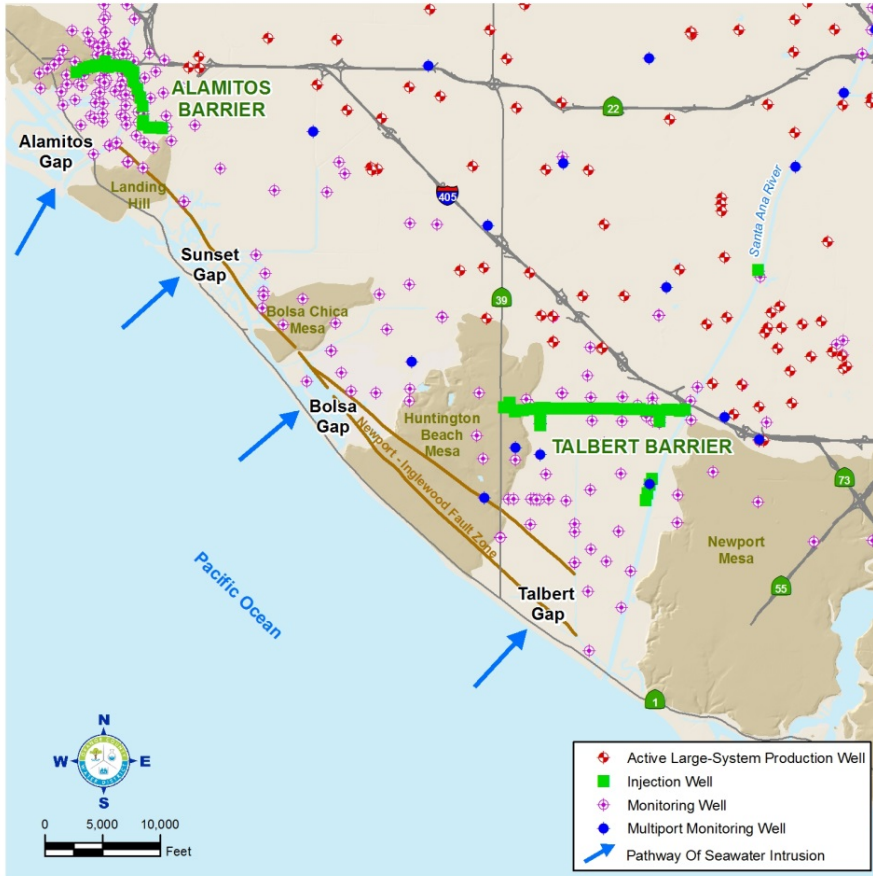 ALAMITOS
BARRIER
22
Alamitos
Gap
Landing
Hill
405
Santa Ana River
Sunset
Gap
39
Bolsa Chica
Mesa
Bolsa
Gap
Huntington
Beach
Mesa
TALBERT BARRIER
Newport - Inglewood Fault Zone
73
Newport
Mesa
Pacific Ocean
55
Talbert
Gap
1
N
W
E
S
0 5,000 10,000
Feet
Active Large-System Production Well
Injection Well
Monitoring Well
Multiport Monitoring Well
Pathway Of Seawater Intrusion